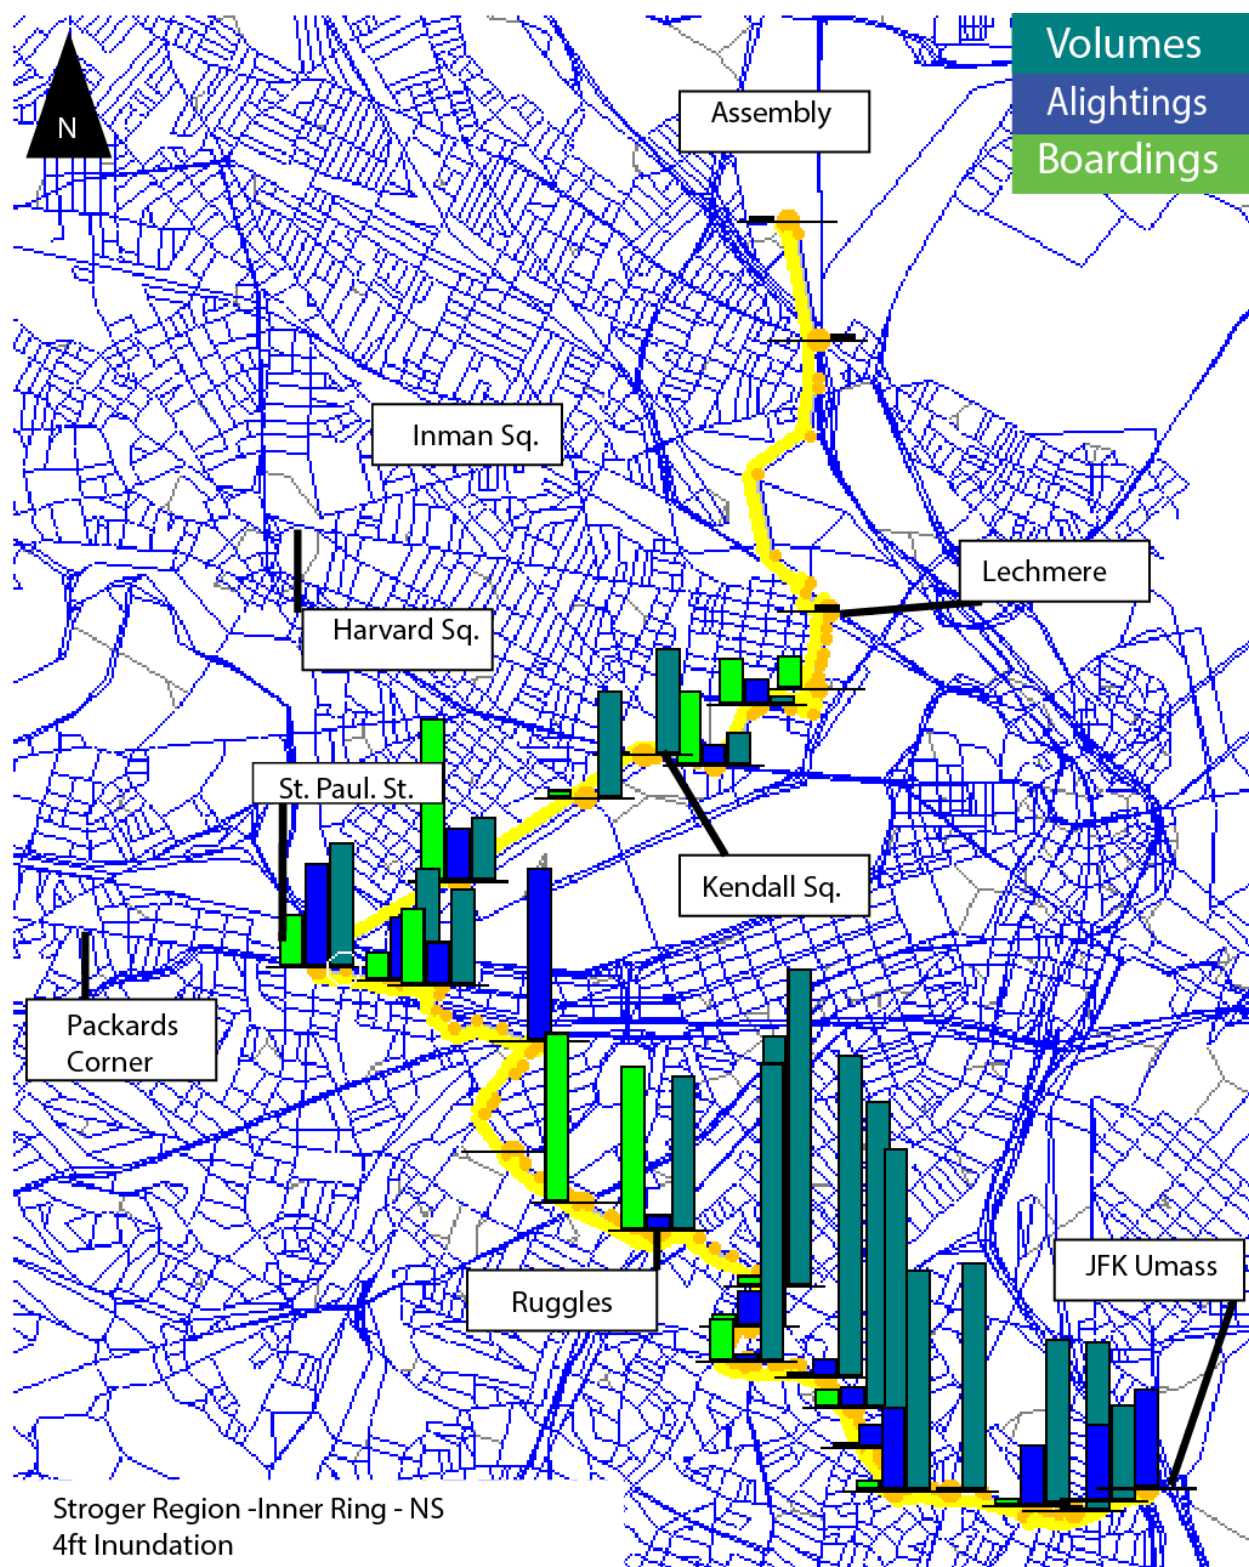 Volumes
Alightings
Boardings
N
Assembly
Inman Sq.
Lechmere
Harvard Sq.
St. Paul. St.
Kendall Sq.
Packards
Corner
JFK Umass
Ruggles
Stroger Region -Inner Ring - NS
4ft Inundation